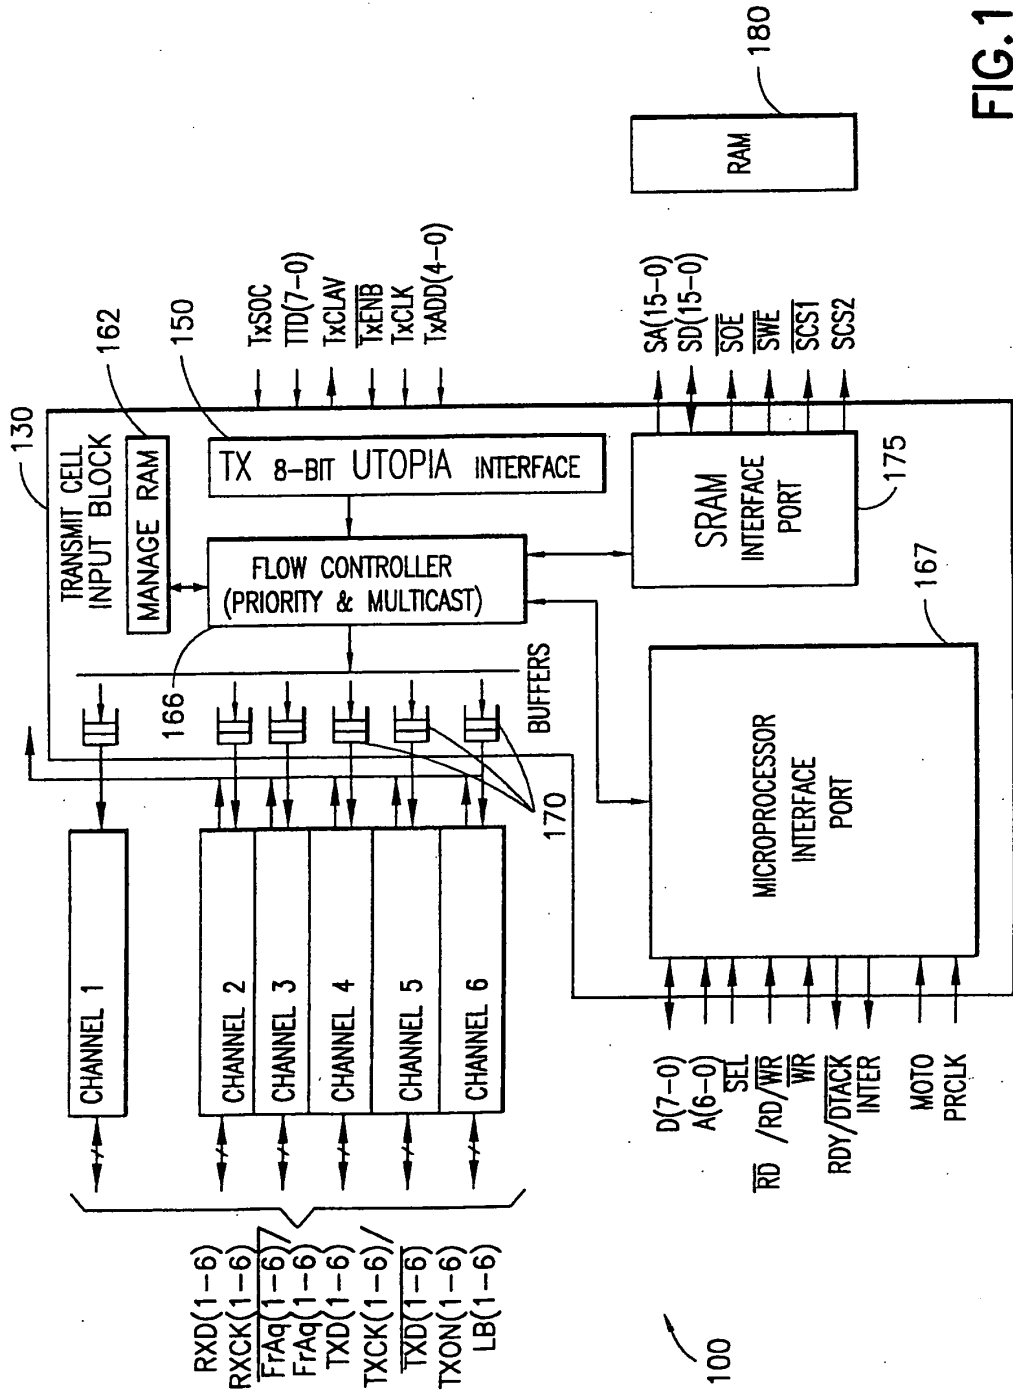 RXD(1-6)
RXCK(1-6)
FrAq(1-6)/
FrAq(1-6)
TXD(1-6)
TXCK(1-6)/
TXD(1-6)
TXON(1-6)
LB(1-6)
CHANNEL 1
CHANNEL 2
CHANNEL 3
CHANNEL 4
CHANNEL 5
CHANNEL 6
130
TRANSMIT CELL
INPUT BLOCK
162
MANAGE RAM
150
TX 8-BIT UTOPIA INTERFACE
166
FLOW CONTROLLER
(PRIORITY & MULTICAST)
BUFFERS
170
TxSOC
TTD(7-0)
TxCLAV
TxENB
TxCLK
TxADD(4-0)
SRAM
INTERFACE
PORT
175
SA(15-0)
SD(15-0)
SOE
SWE
SCS1
SCS2
RAM
180
MICROPROCESSOR
INTERFACE
PORT
167
D(7-0)
A(6-0)
SEL
RD /RD/WR
WR
RDY/DTACK
INTER
MOTO
PRCLK
100
FIG.1